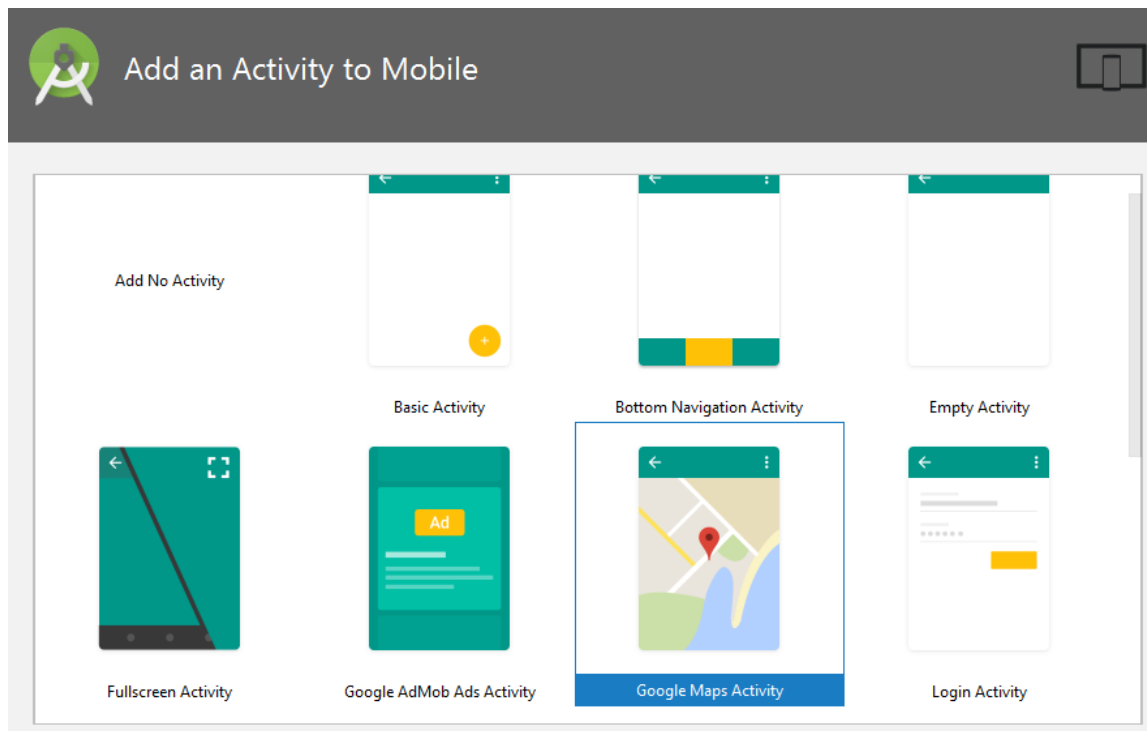 Add an Activity to Mobile
Add No Activity
Basic Activity
Bottom Navigation Activity
Empty Activity
Ad
Fullscreen Activity
Google AdMob Ads Activity
Google Maps Activity
Login Activity